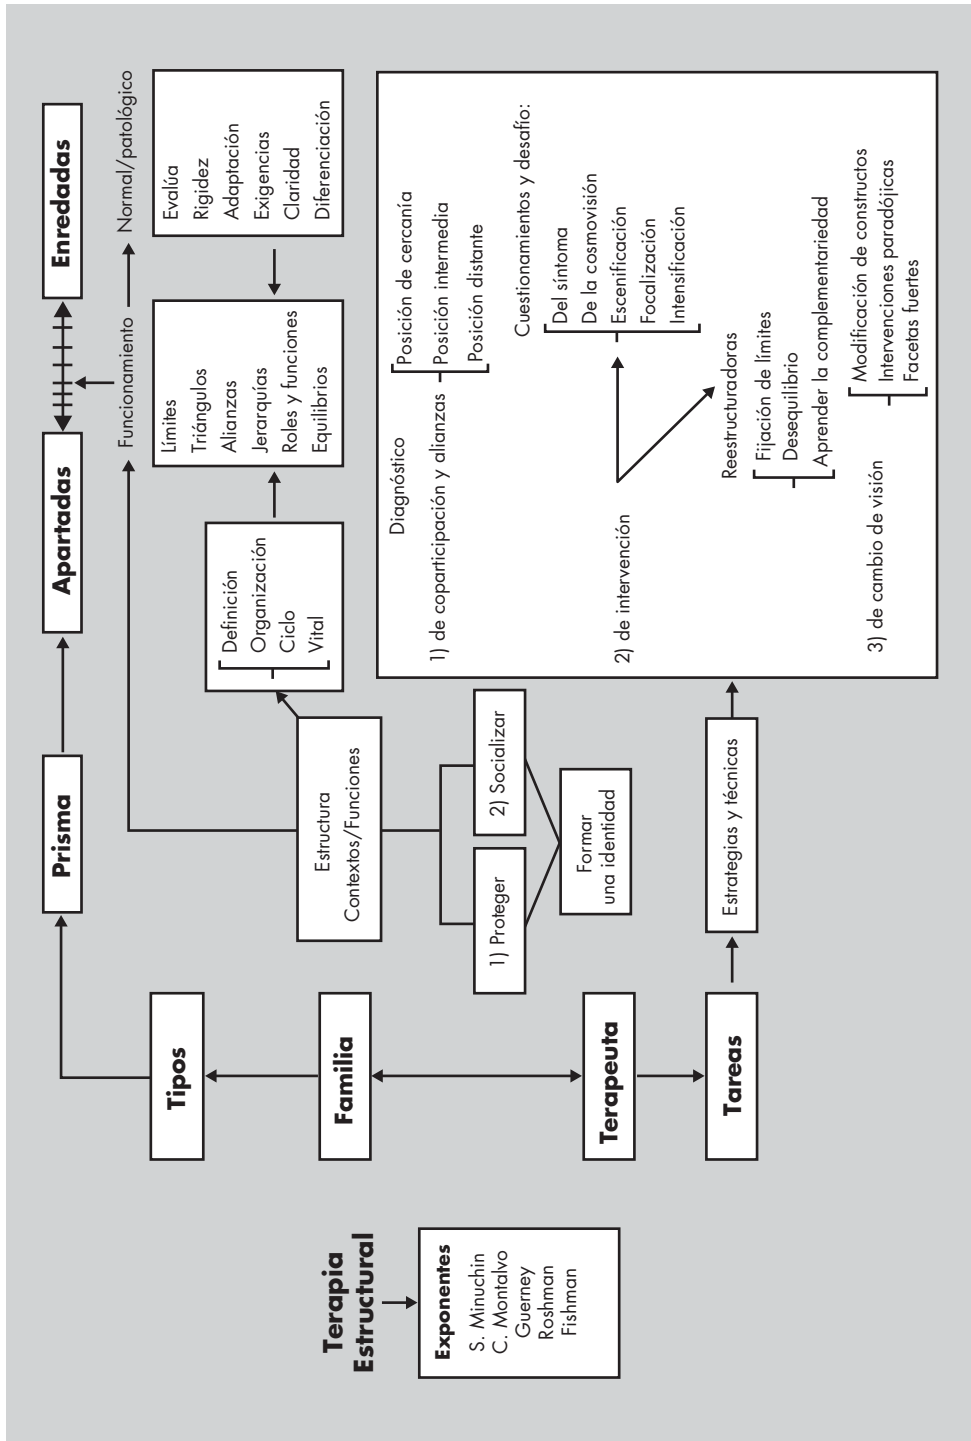 Terapia
Estructural
Exponentes
S. Minuchin
C. Montalvo
Guerney
Roshman
Fishman
Tipos
Familia
Terapeuta
Tareas
Prisma
Apartadas
Enredadas
Funcionamiento
Normal/patológico
Estructura
Contextos/Funciones
1) Proteger
2) Socializar
Formar
una identidad
Definición
Organización
Ciclo
Vital
Límites
Triángulos
Alianzas
Jerarquías
Roles y funciones
Equilibrios
Evalúa
Rigidez
Adaptación
Exigencias
Claridad
Diferenciación
Estrategias y técnicas
Diagnóstico
1) de coparticipación y alianzas
Posición de cercanía
Posición intermedia
Posición distante
2) de intervención
Cuestionamientos y desafío:
Del síntoma
De la cosmovisión
Escenificación
Focalización
Intensificación
Reestructuradoras
Fijación de límites
Desequilibrio
Aprender la complementariedad
3) de cambio de visión
Modificación de constructos
Intervenciones paradójicas
Facetas fuertes